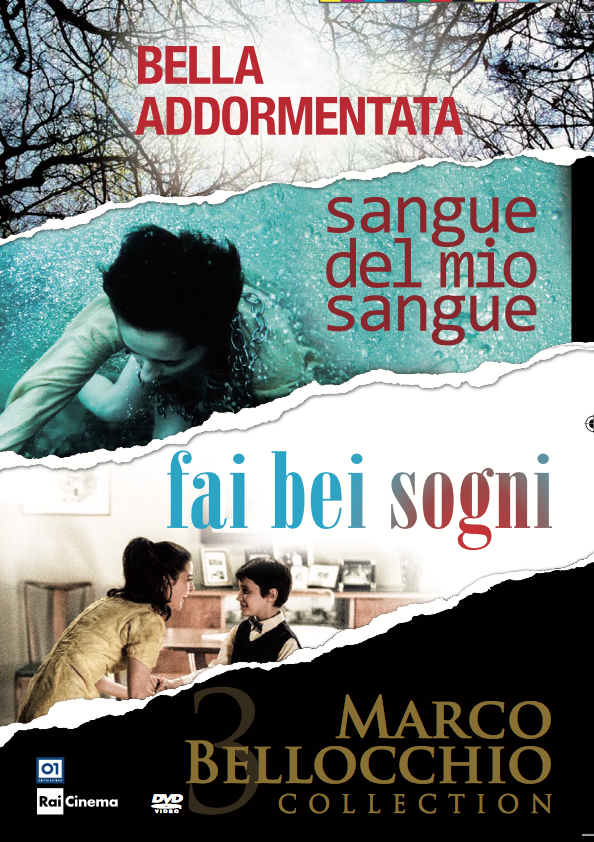 BELLA
ADDORMENTATA
sangue
del mio
sangue
fai bei sogni
3
MARCO
BELLOCCHIO
COLLECTION
01
Rai Cinema
DVD
VIDEO